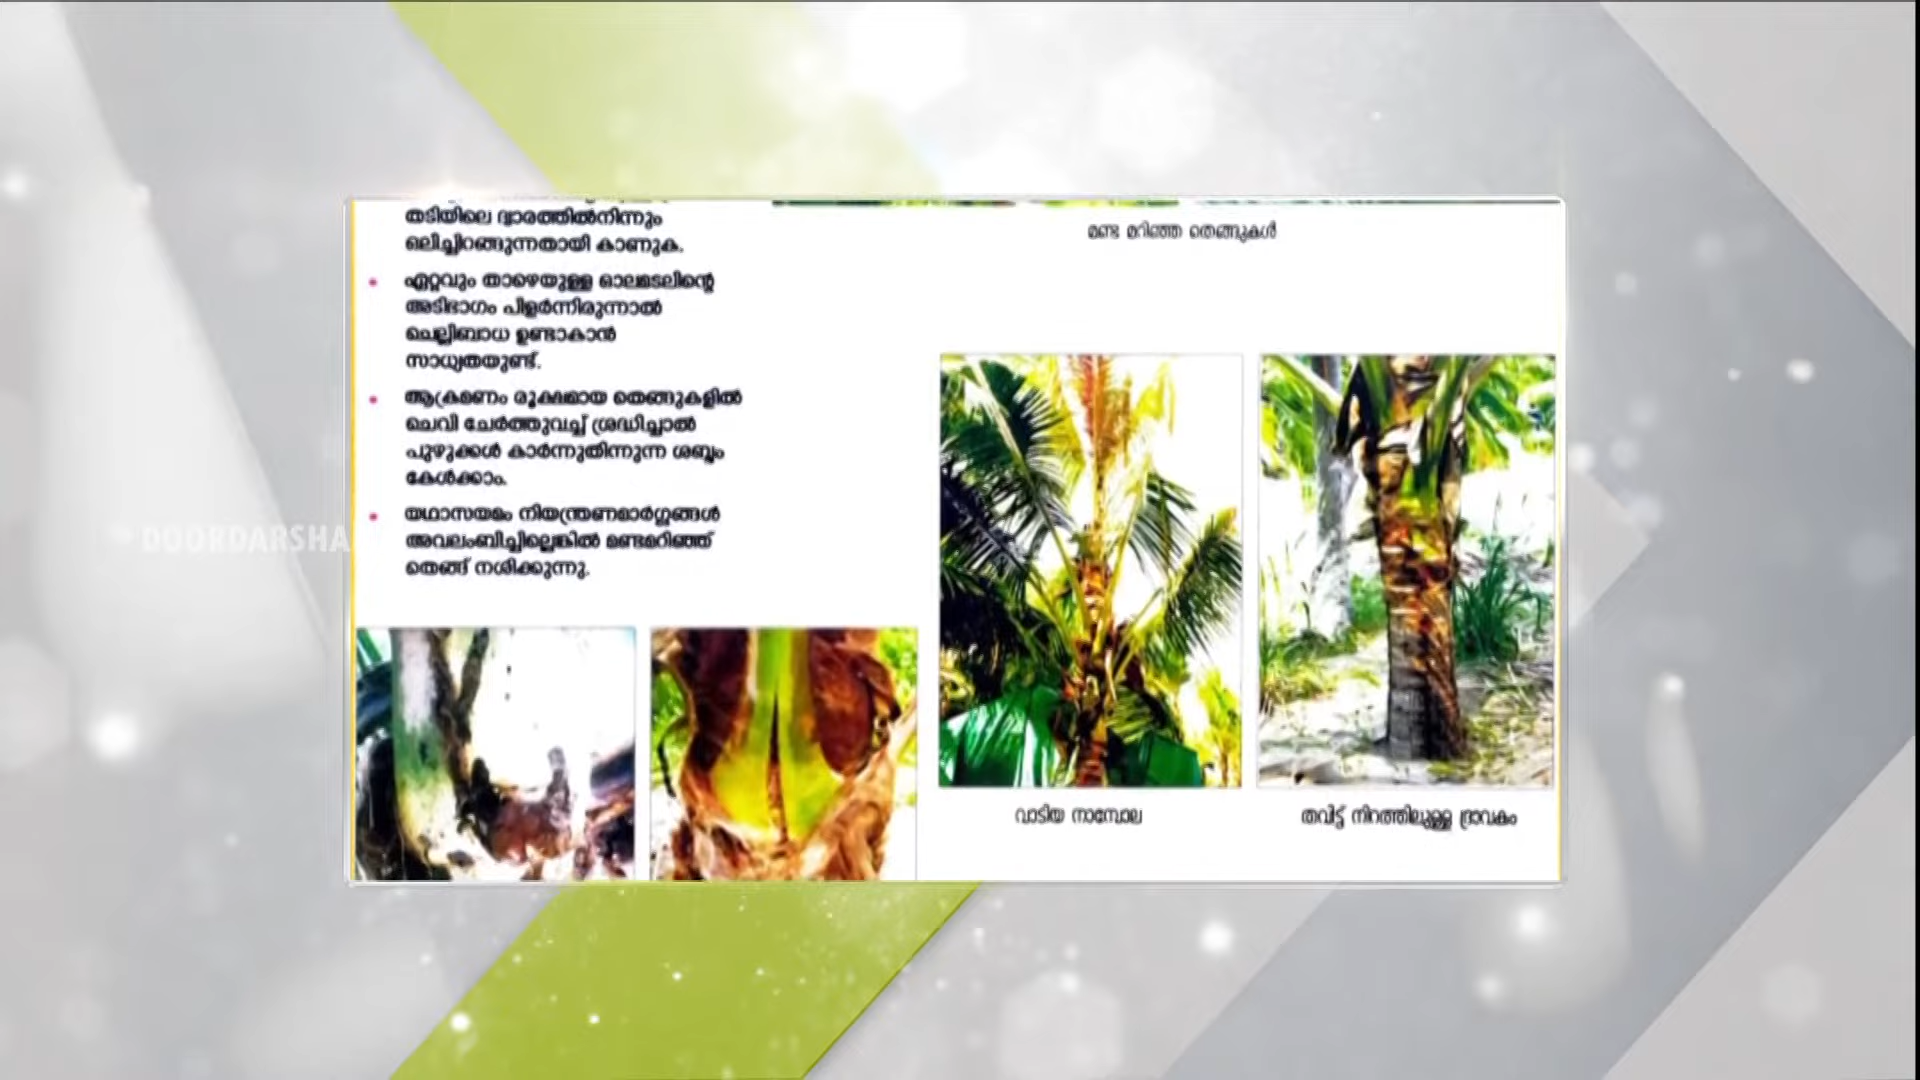 തടിയിലെ ദ്വാരത്തിൽനിന്നും
ഒലിച്ചിറങ്ങുന്നതായി കാണുക.
ഏറ്റവും താഴെയുള്ള ഓലമടലിന്റെ
അടിഭാഗം പിളർന്നിരുന്നാൽ
ചെല്ലിബാധ ഉണ്ടാകാൻ
സാധ്യതയുണ്ട്.
ആക്രമണം രൂക്ഷമായ തെങ്ങുകളിൽ
ചെവി ചേർത്തുവച്ച് ശ്രദ്ധിച്ചാൽ
പുഴുക്കൾ കാർന്നുതിന്നുന്ന ശബ്ദം
കേൾക്കാം.
യഥാസയമം നിയന്ത്രണമാർഗ്ഗങ്ങൾ
അവലംബിച്ചില്ലെങ്കിൽ മണ്ടമറിഞ്ഞ്
തെങ്ങ് നശിക്കുന്നു.
മണ്ട മറിഞ്ഞ തെങ്ങുകൾ
വാടിയ നാമ്പോല
തവിട്ട് നിറത്തിലുള്ള ദ്രാവകം
DOORDARSHA